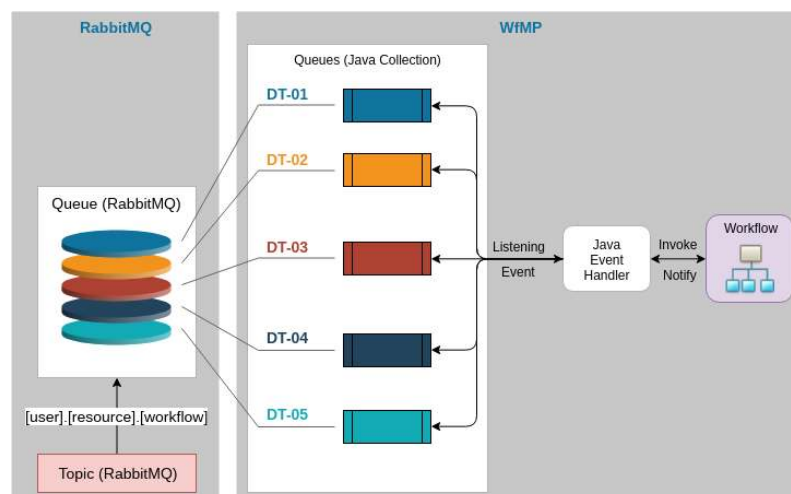 RabbitMQ
WfMP
Queues (Java Collection)
DT-01
DT-02
Queue (RabbitMQ)
DT-03
DT-04
DT-05
Listening
Event
Java
Event
Handler
Invoke
Notify
Workflow
[user].[resource].[workflow]
Topic (RabbitMQ)